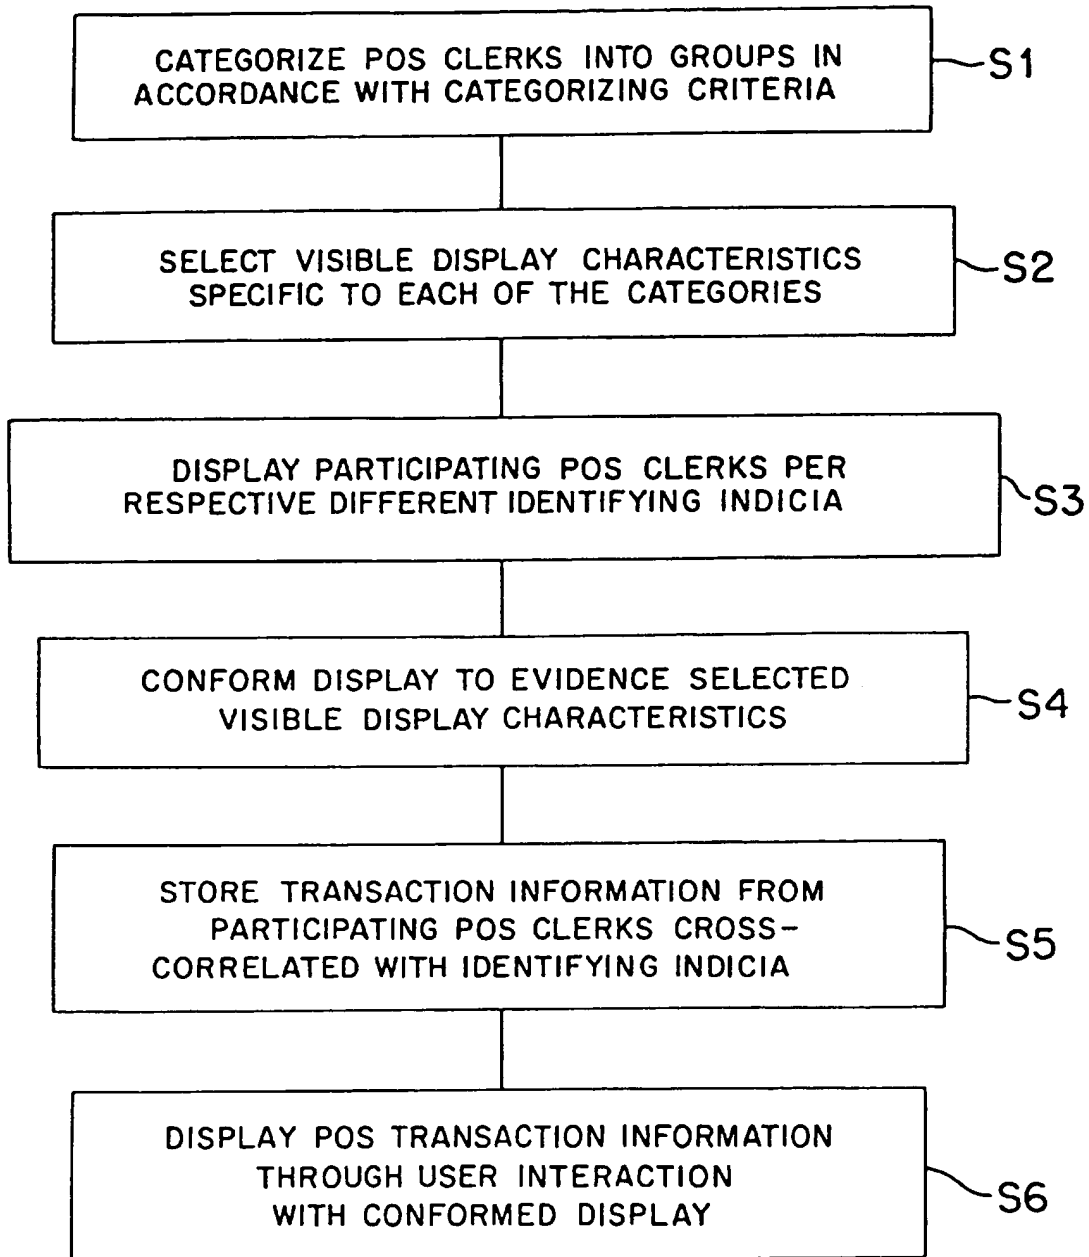 CATEGORIZE POS CLERKS INTO GROUPS IN
ACCORDANCE WITH CATEGORIZING CRITERIA
S1
SELECT VISIBLE DISPLAY CHARACTERISTICS
SPECIFIC TO EACH OF THE CATEGORIES
S2
DISPLAY PARTICIPATING POS CLERKS PER
RESPECTIVE DIFFERENT IDENTIFYING INDICIA
S3
CONFORM DISPLAY TO EVIDENCE SELECTED
VISIBLE DISPLAY CHARACTERISTICS
S4
STORE TRANSACTION INFORMATION FROM
PARTICIPATING POS CLERKS CROSS-
CORRELATED WITH IDENTIFYING INDICIA
S5
DISPLAY POS TRANSACTION INFORMATION
THROUGH USER INTERACTION
WITH CONFORMED DISPLAY
S6